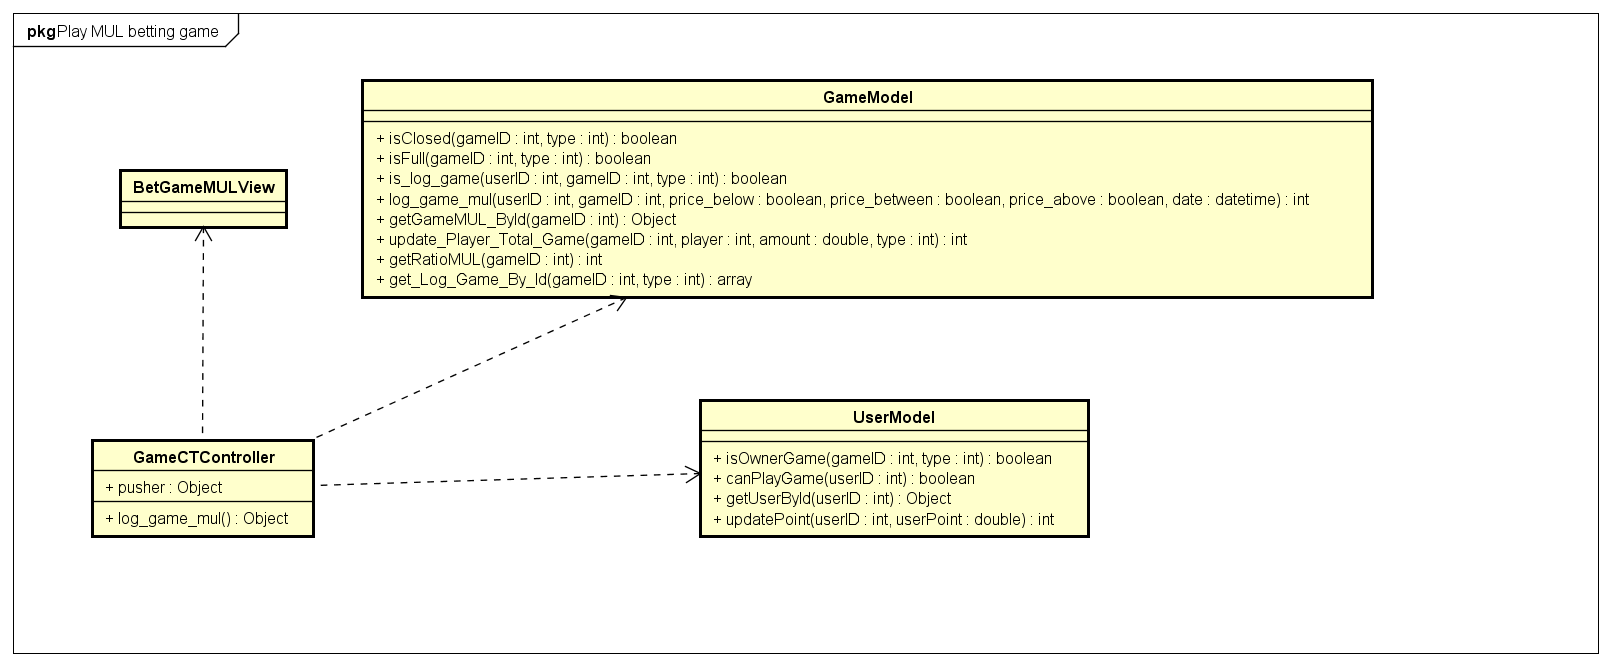 pkgPlay MUL betting game
GameModel
+ isClosed(gameID : int, type : int) : boolean
+ isFull(gameID : int, type : int) : boolean
+ is_log_game(userID : int, gameID : int, type : int) : boolean
+ log_game_mul(userID : int, gameID : int, price_below : boolean, price_between : boolean, price_above : boolean, date : datetime) : int
+ getGameMUL_ById(gameID : int) : Object
+ update_Player_Total_Game(gameID : int, player : int, amount : double, type : int) : int
+ getRatioMUL(gameID : int) : int
+ get_Log_Game_By_Id(gameID : int, type : int) : array
BetGameMULView
GameCTController
+ pusher : Object
+ log_game_mul() : Object
UserModel
+ isOwnerGame(gameID : int, type : int) : boolean
+ canPlayGame(userID : int) : boolean
+ getUserById(userID : int) : Object
+ updatePoint(userID : int, userPoint : double) : int